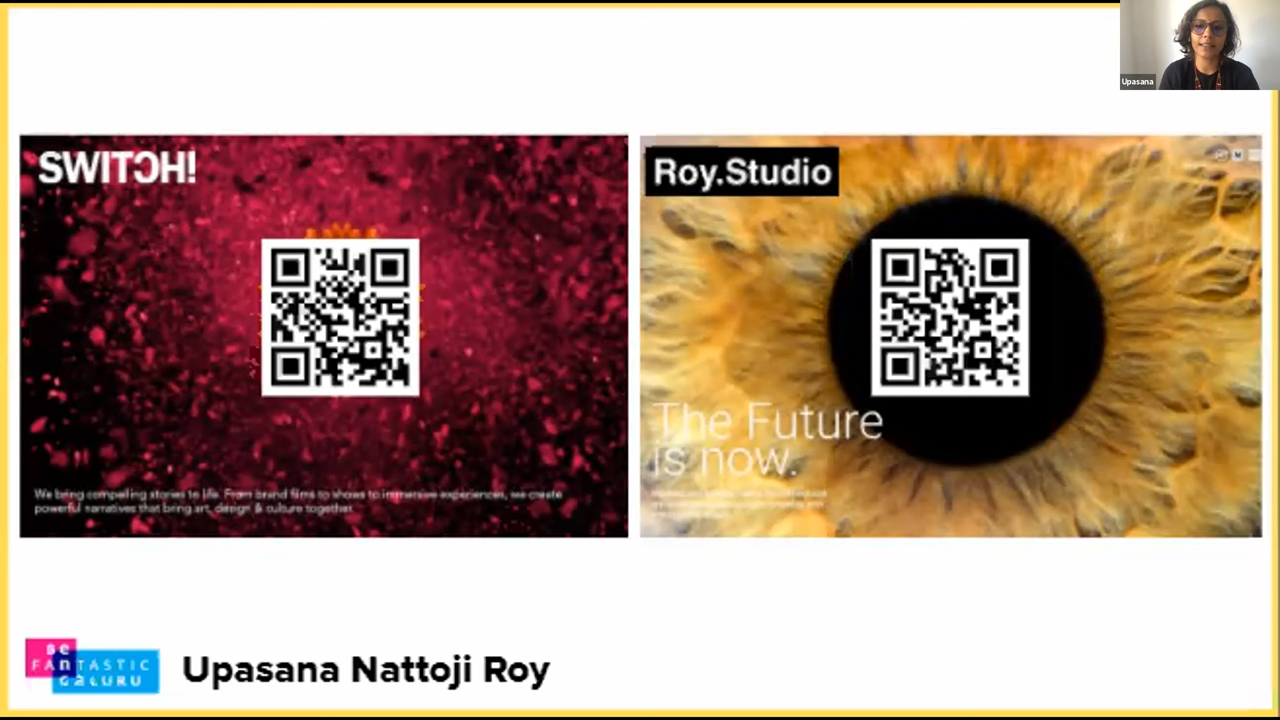 Upasana
SWITCH!
Roy.Studio
The Future
is now.
We bring compelling stories to life. From brand films to shows to immersive experiences, we create
powerful narratives that bring art, design & culture together.
BE
FANTASTIC
Upasana Nattoji Roy